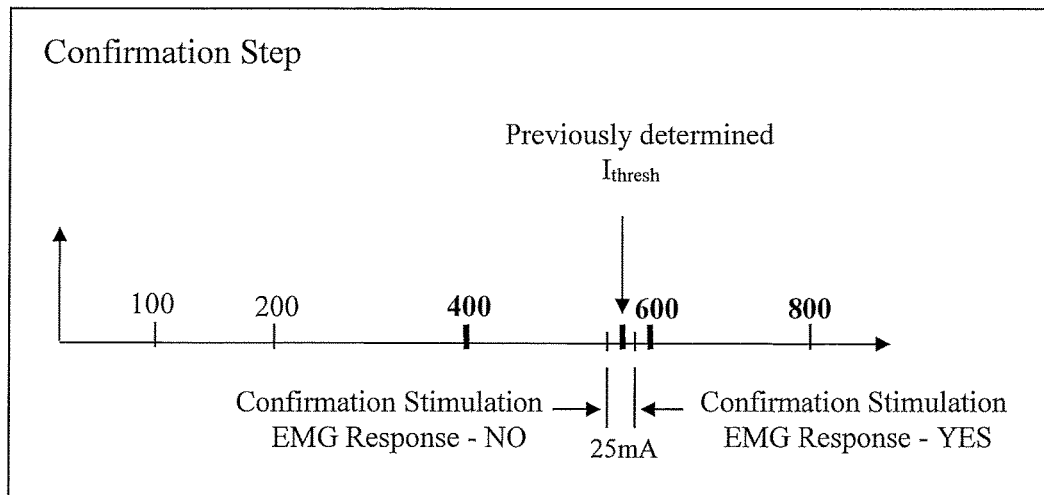 Confirmation Step
Previously determined
Ithresh
100
200
400
600
800
Confirmation Stimulation
EMG Response - NO
25mA
Confirmation Stimulation
EMG Response - YES